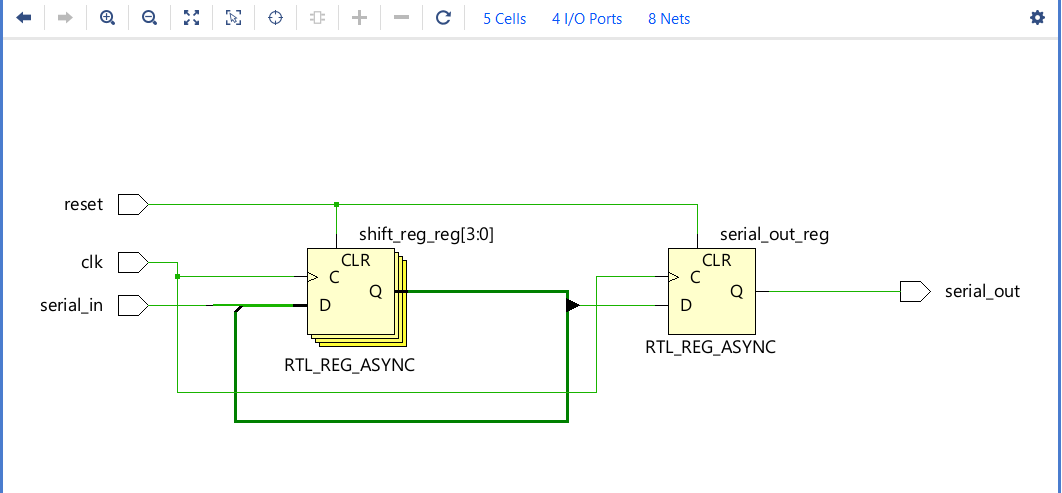 5 Cells 4 I/O Ports 8 Nets
reset
shift_reg_reg[3:0]
serial_out_reg
CLR
CLR
clk
C
C
Q
Q
serial_out
serial_in
D
D
RTL_REG_ASYNC
RTL_REG_ASYNC